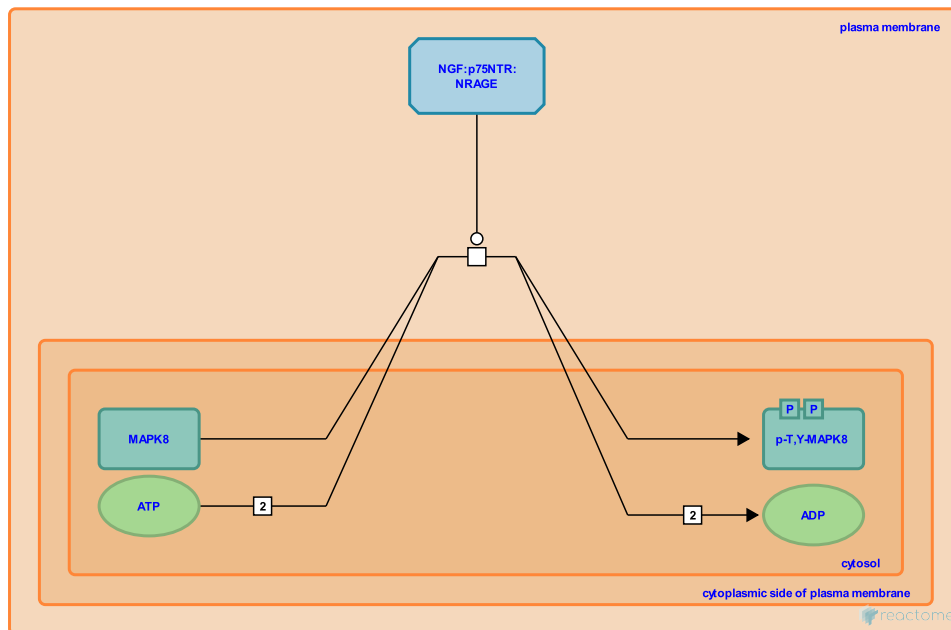 plasma membrane
NGF:p75NTR:
NRAGE
MAPK8
P P
p-T,Y-MAPK8
ATP
2
2
ADP
cytosol
cytoplasmic side of plasma membrane
reactome